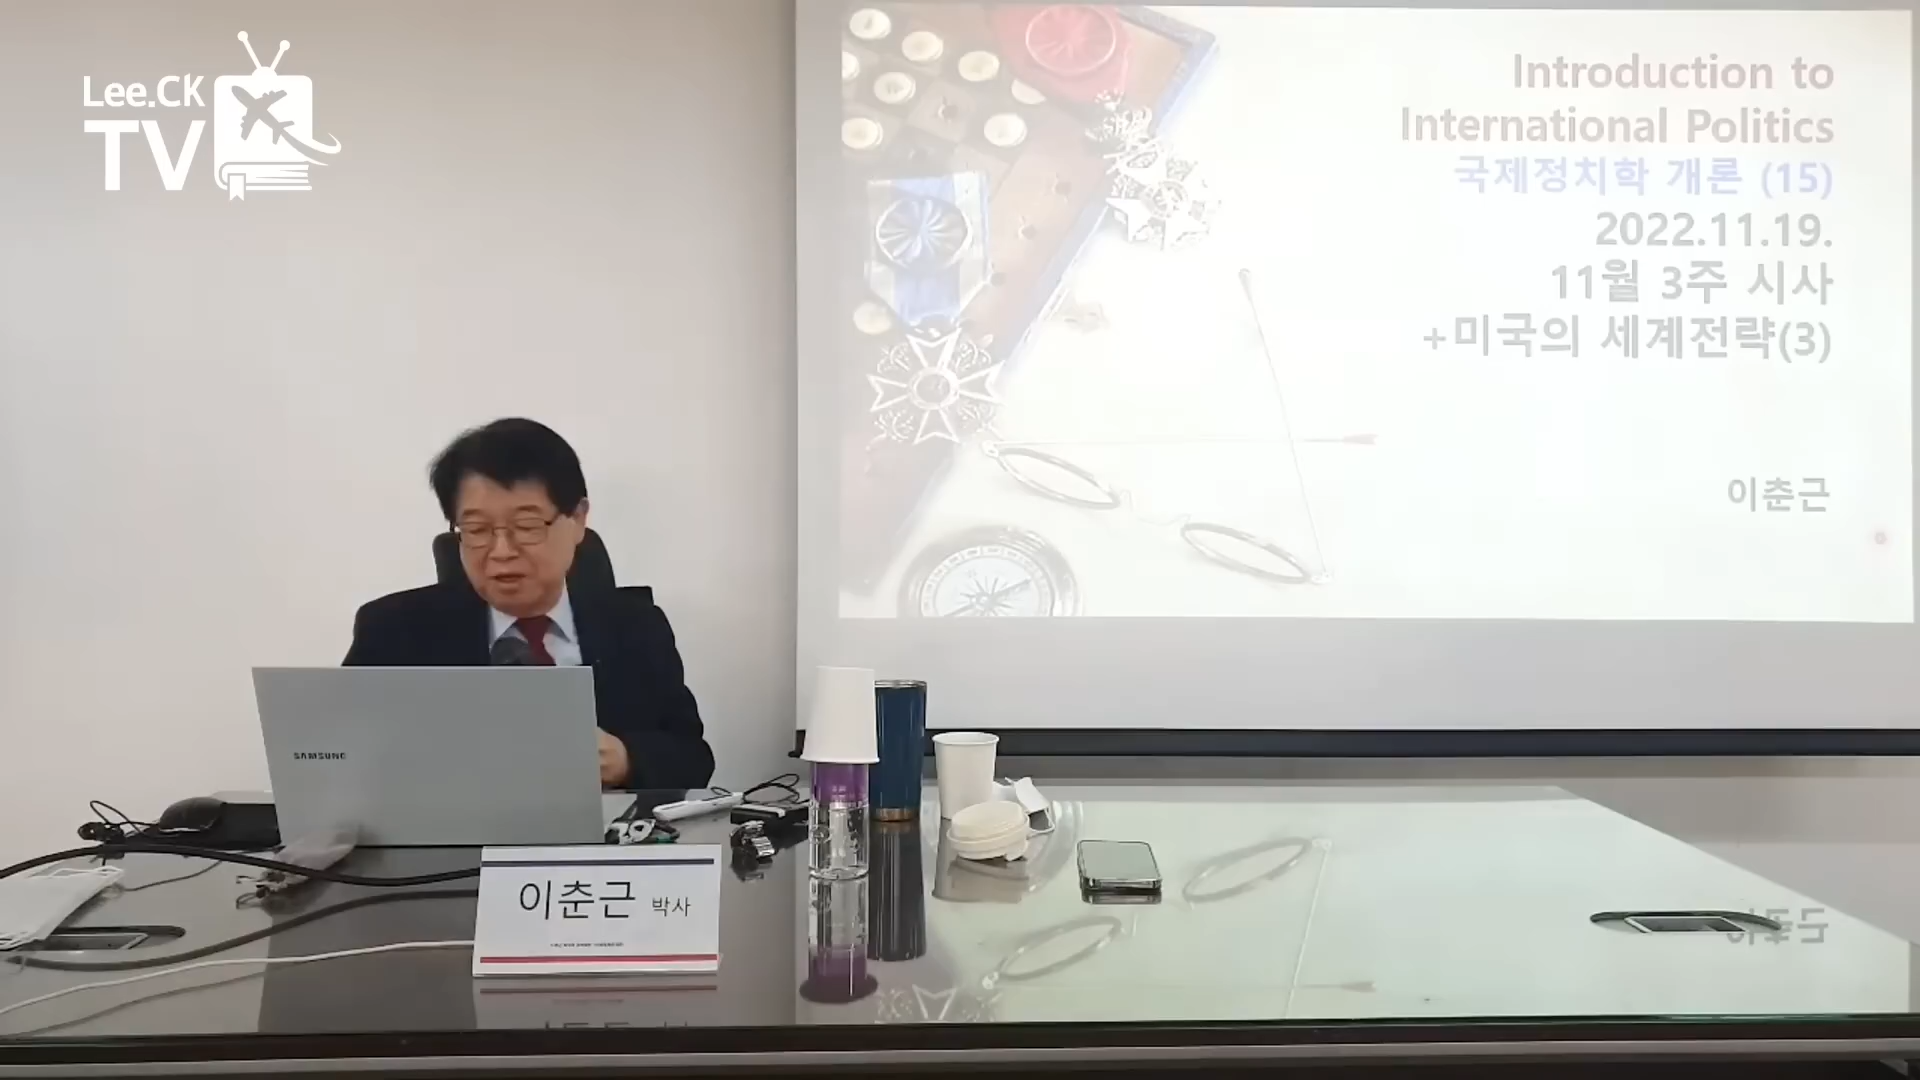 Lee.CK
TV
Introduction to
International Politics
국제정치학 개론 (15)
2022.11.19.
11월 3주 시사
+미국의 세계전략(3)
이춘근
SAMSUNG
이춘근 박사